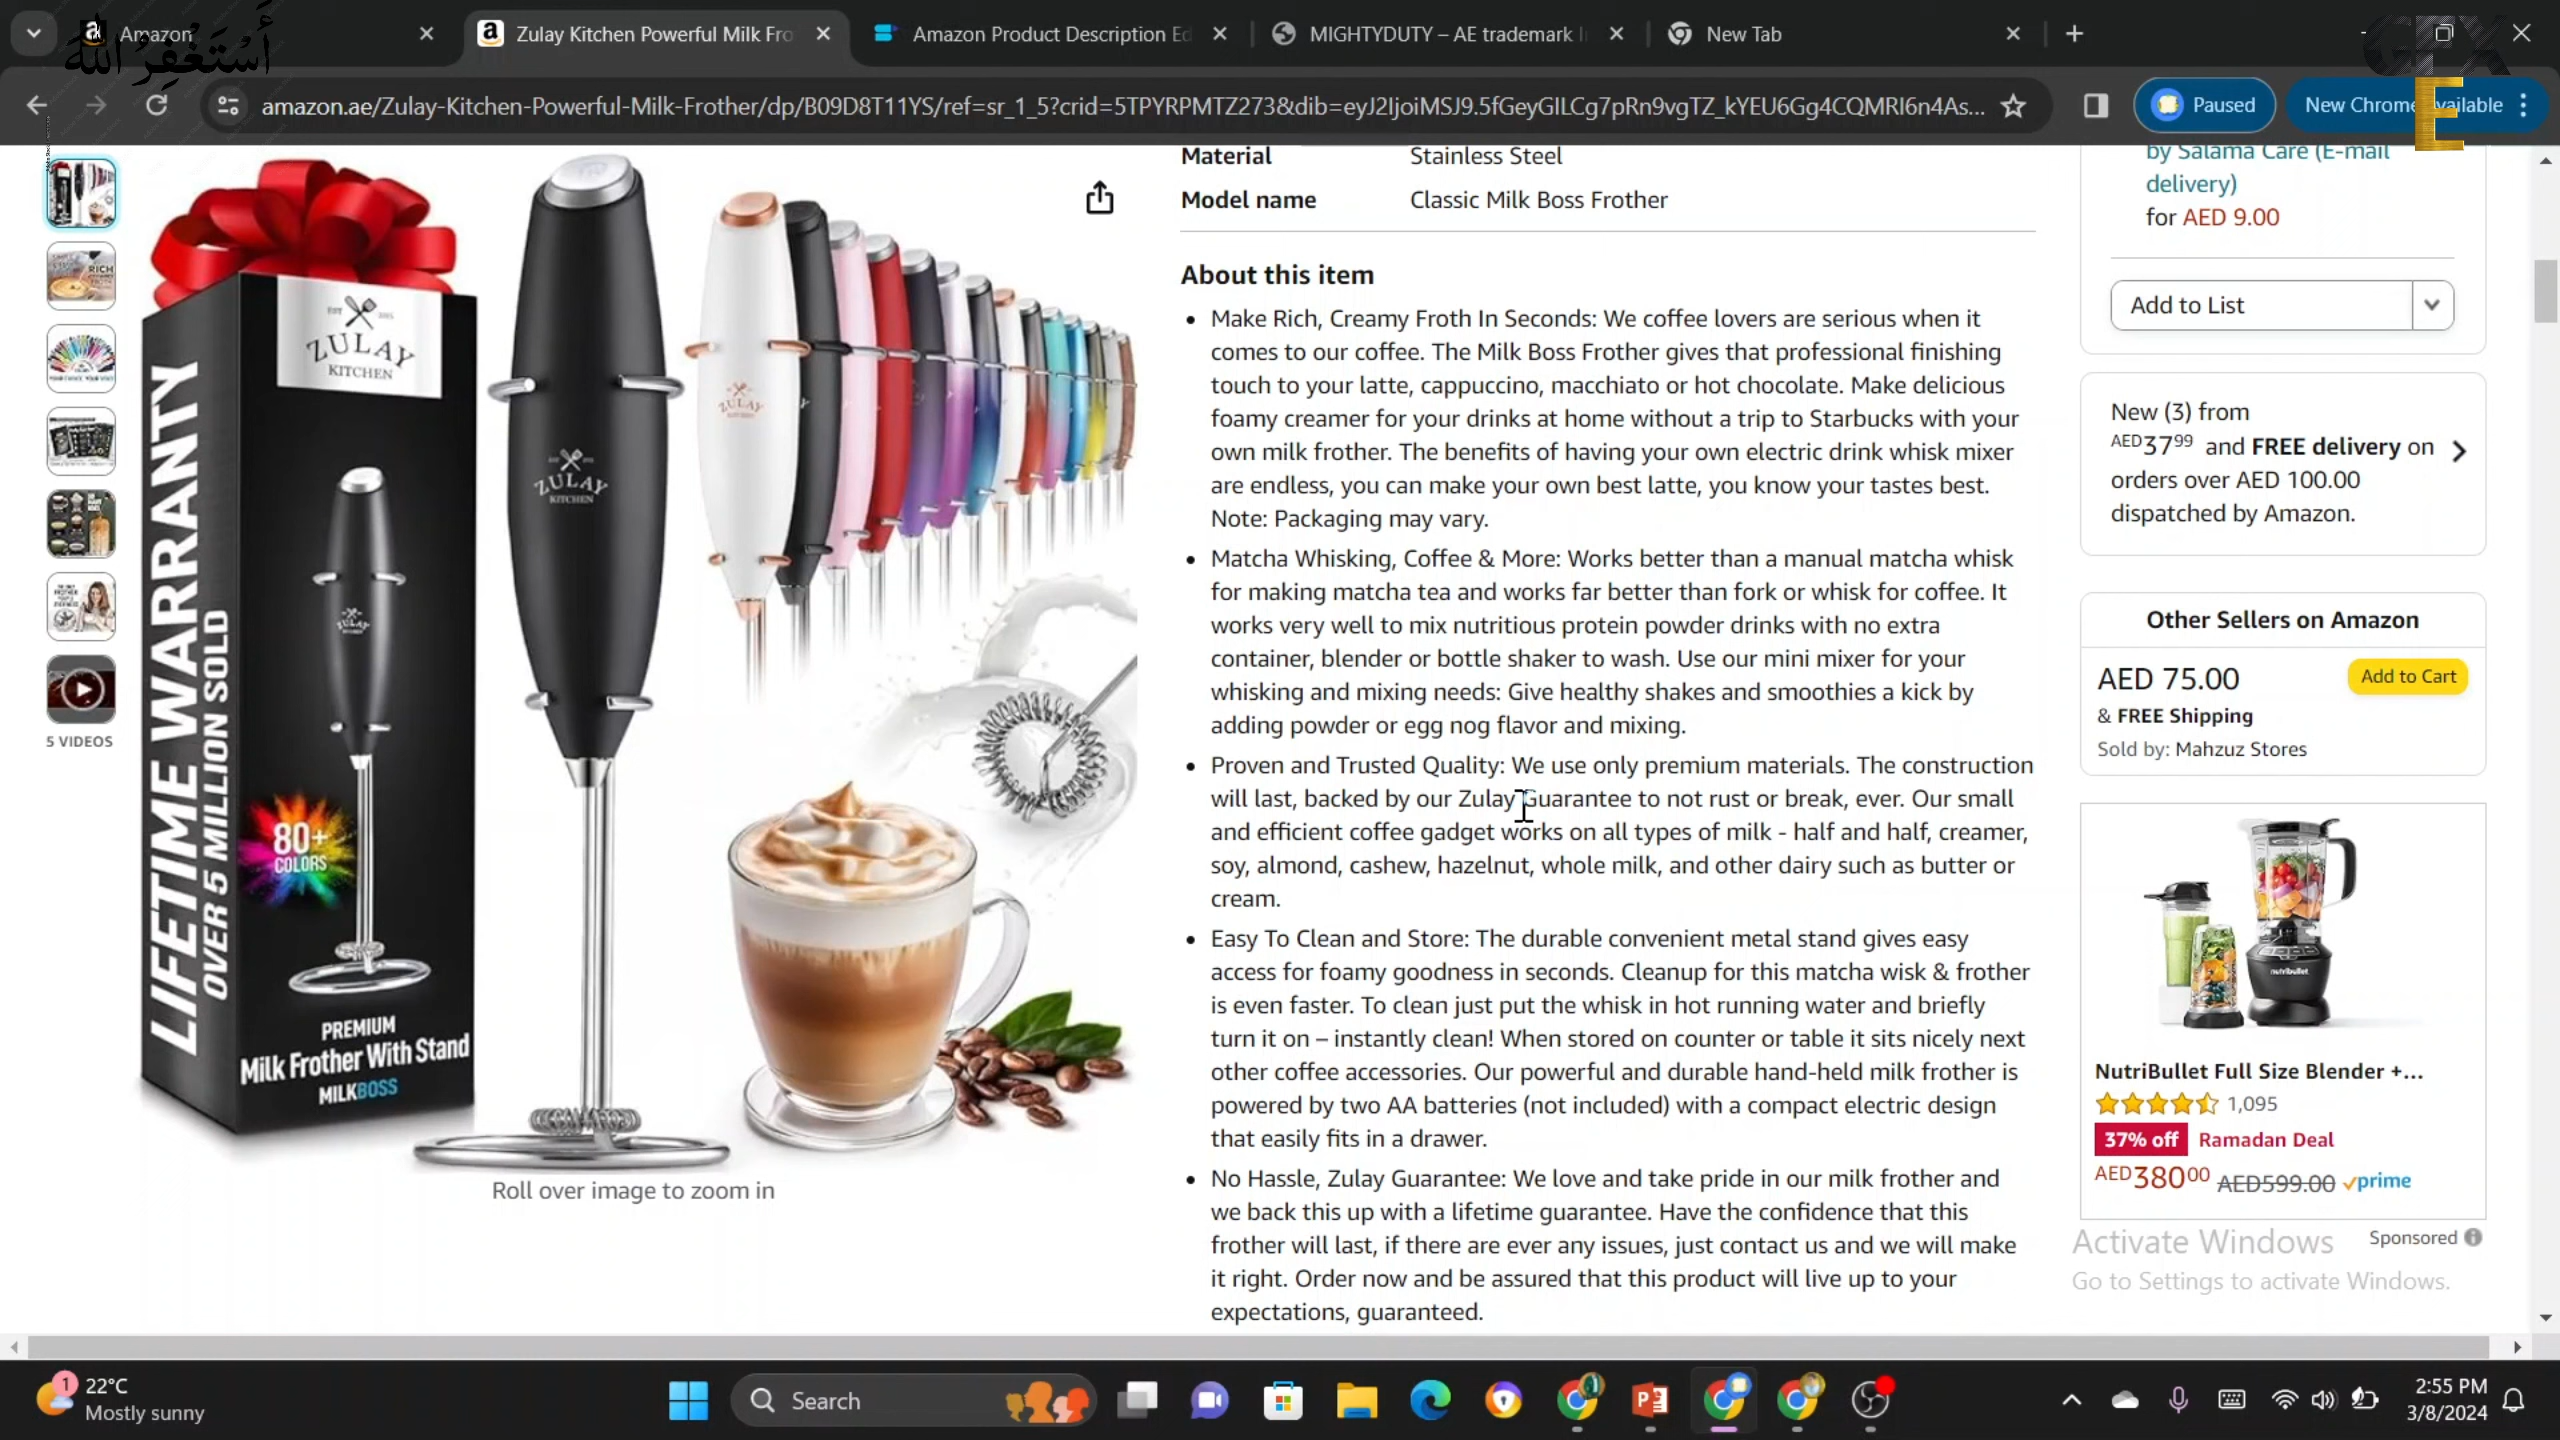 Amazon
Zulay Kitchen Powerful Milk Fro
Amazon Product Description Ed
MIGHTYDUTY – AE trademark
New Tab
أَسْتَغْفِرُ اللَّه
amazon.ae/Zulay-Kitchen-Powerful-Milk-Frother/dp/B09D8T11YS/ref=sr_1_5?crid=5TPYRPMTZ273&dib=eyJ2IjoiMSJ9.5fGeyGILCg7pRn9vgTZ_kYEU6Gg4CQMRI6n4As...
Paused
New Chrome available
E
LIFETIME WARRANTY
OVER 5 MILLION SOLD
ZULAY
KITCHEN
80+
COLORS
PREMIUM
Milk Frother With Stand
MILKBOSS
ZULAY
KITCHEN
ZULAY
5 VIDEOS
Roll over image to zoom in
Material Stainless Steel
Model name Classic Milk Boss Frother
About this item
• Make Rich, Creamy Froth In Seconds: We coffee lovers are serious when it
comes to our coffee. The Milk Boss Frother gives that professional finishing
touch to your latte, cappuccino, macchiato or hot chocolate. Make delicious
foamy creamer for your drinks at home without a trip to Starbucks with your
own milk frother. The benefits of having your own electric drink whisk mixer
are endless, you can make your own best latte, you know your tastes best.
Note: Packaging may vary.
• Matcha Whisking, Coffee & More: Works better than a manual matcha whisk
for making matcha tea and works far better than fork or whisk for coffee. It
works very well to mix nutritious protein powder drinks with no extra
container, blender or bottle shaker to wash. Use our mini mixer for your
whisking and mixing needs: Give healthy shakes and smoothies a kick by
adding powder or egg nog flavor and mixing.
• Proven and Trusted Quality: We use only premium materials. The construction
will last, backed by our Zulay Guarantee to not rust or break, ever. Our small
and efficient coffee gadget works on all types of milk - half and half, creamer,
soy, almond, cashew, hazelnut, whole milk, and other dairy such as butter or
cream.
• Easy To Clean and Store: The durable convenient metal stand gives easy
access for foamy goodness in seconds. Cleanup for this matcha wisk & frother
is even faster. To clean just put the whisk in hot running water and briefly
turn it on – instantly clean! When stored on counter or table it sits nicely next
other coffee accessories. Our powerful and durable hand-held milk frother is
powered by two AA batteries (not included) with a compact electric design
that easily fits in a drawer.
• No Hassle, Zulay Guarantee: We love and take pride in our milk frother and
we back this up with a lifetime guarantee. Have the confidence that this
frother will last, if there are ever any issues, just contact us and we will make
it right. Order now and be assured that this product will live up to your
expectations, guaranteed.
by Salama Care (E-mail
delivery)
for AED 9.00
Add to List
New (3) from
AED37⁹⁹ and FREE delivery on
orders over AED 100.00
dispatched by Amazon.
Other Sellers on Amazon
AED 75.00
Add to Cart
& FREE Shipping
Sold by: Mahzuz Stores
nutribullet
NutriBullet Full Size Blender +...
1,095
37% off Ramadan Deal
AED380⁰⁰ AED599.00 prime
Sponsored
Activate Windows
Go to Settings to activate Windows.
1
22°C
Mostly sunny
Search
2:55 PM
3/8/2024